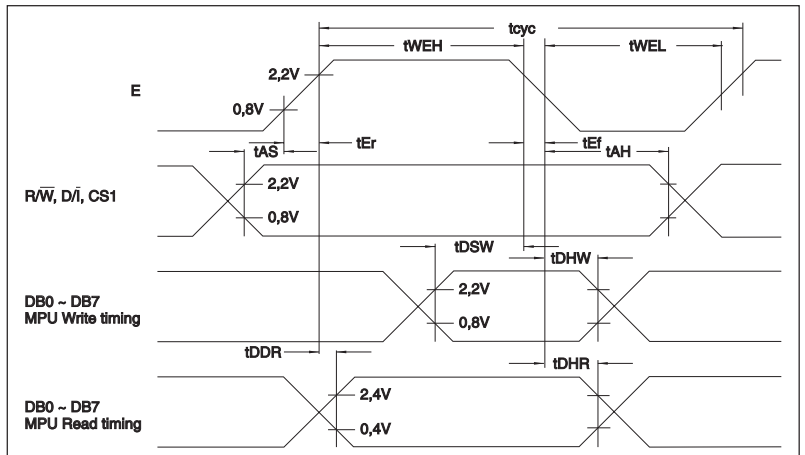 tcyc
tWEH
tWEL
E
2,2V
0,8V
tEr
tEf
tAS
tAH
R/W̅, D/I̅, CS1
2,2V
0,8V
tDSW
tDHW
DB0 ~ DB7
MPU Write timing
2,2V
0,8V
tDDR
tDHR
DB0 ~ DB7
MPU Read timing
2,4V
0,4V